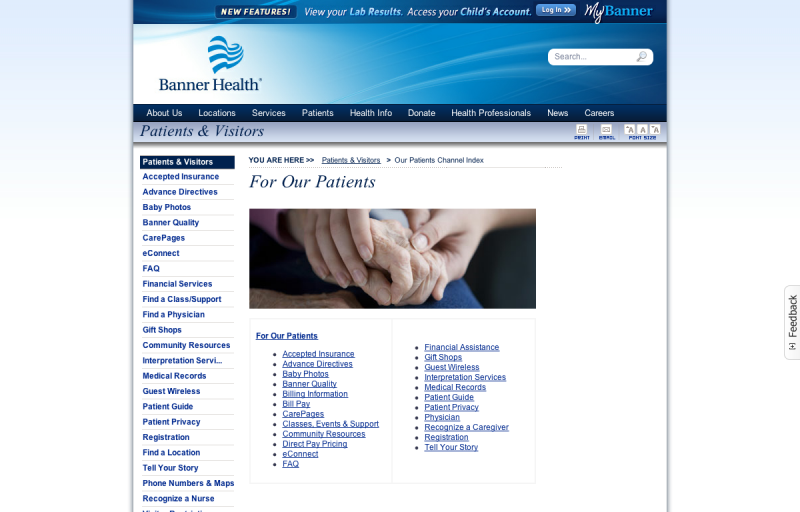 NEW FEATURES! View your Lab Results. Access your Child's Account. Log In >> MyBanner
Banner Health®
Search...
About Us Locations Services Patients Health Info Donate Health Professionals News Careers
Patients & Visitors
PRINT EMAIL FONT SIZE
Patients & Visitors
Accepted Insurance
Advance Directives
Baby Photos
Banner Quality
CarePages
eConnect
FAQ
Financial Services
Find a Class/Support
Find a Physician
Gift Shops
Community Resources
Interpretation Servi...
Medical Records
Guest Wireless
Patient Guide
Patient Privacy
Registration
Find a Location
Tell Your Story
Phone Numbers & Maps
Recognize a Nurse
YOU ARE HERE >> Patients & Visitors > Our Patients Channel Index
For Our Patients
For Our Patients
Accepted Insurance
Advance Directives
Baby Photos
Banner Quality
Billing Information
Bill Pay
CarePages
Classes, Events & Support
Community Resources
Direct Pay Pricing
eConnect
FAQ
Financial Assistance
Gift Shops
Guest Wireless
Interpretation Services
Medical Records
Patient Guide
Patient Privacy
Physician
Recognize a Caregiver
Registration
Tell Your Story
[+] Feedback